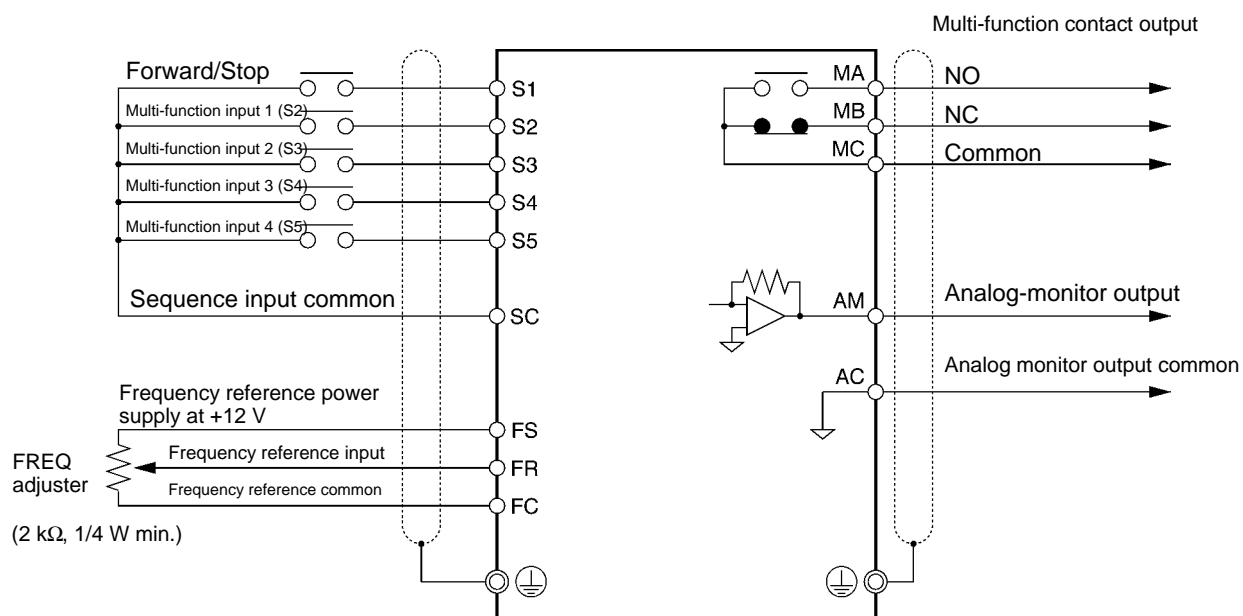 Multi-function contact output
Forward/Stop
S1
Multi-function input 1 (S2)
S2
Multi-function input 2 (S3)
S3
Multi-function input 3 (S4)
S4
Multi-function input 4 (S5)
S5
Sequence input common
SC
Frequency reference power
supply at +12 V
FS
FREQ
adjuster
Frequency reference input
FR
Frequency reference common
FC
(2 kΩ, 1/4 W min.)
MA
NO
MB
NC
MC
Common
AM
Analog-monitor output
AC
Analog monitor output common